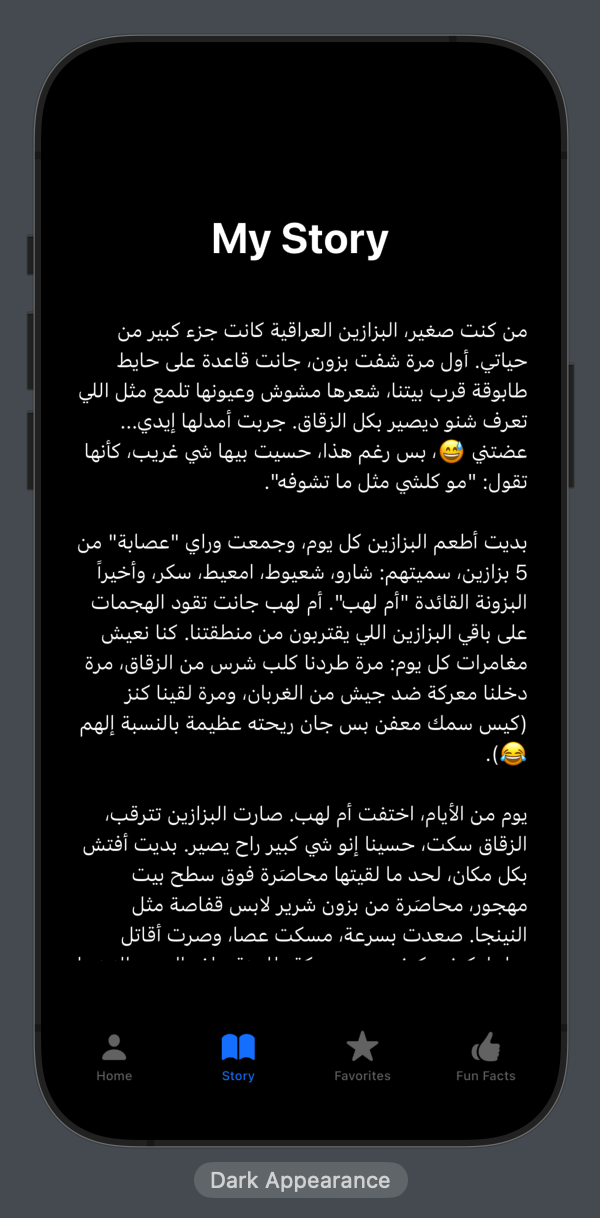 My Story
من كنت صغير، البزازين العراقية كانت جزء كبير من
حياتي. أول مرة شفت بزون، جانت قاعدة على حايط
طابوقة قرب بيتنا، شعرها مشوش وعيونها تلمع مثل اللي
تعرف شنو ديصير بكل الزقاق. جربت أمدلها إيدي...
عضتني 😅، بس رغم هذا، حسيت بيها شي غريب، كأنها
تقول: "مو كلشي مثل ما تشوفه".
بديت أطعم البزازين كل يوم، وجمعت وراي "عصابة" من
5 بزازين، سميتهم: شارو، شعيوط، امعيط، سكر، وأخيراً
البزونة القائدة "أم لهب". أم لهب جانت تقود الهجمات
على باقي البزازين اللي يقتربون من منطقتنا. كنا نعيش
مغامرات كل يوم: مرة طردنا كلب شرس من الزقاق، مرة
دخلنا معركة ضد جيش من الغربان، ومرة لقينا كنز
(كيس سمك معفن بس جان ريحته عظيمة بالنسبة إلهم
😂).
يوم من الأيام، اختفت أم لهب. صارت البزازين تترقب،
الزقاق سكت، حسينا إنو شي كبير راح يصير. بديت أفتش
بكل مكان، لحد ما لقيتها محاصَرة فوق سطح بيت
مهجور، محاصَرة من بزون شرير لابس قفاصة مثل
النينجا. صعدت بسرعة، مسكت عصا، وصرت أقاتل
Home
Story
Favorites
Fun Facts
Dark Appearance